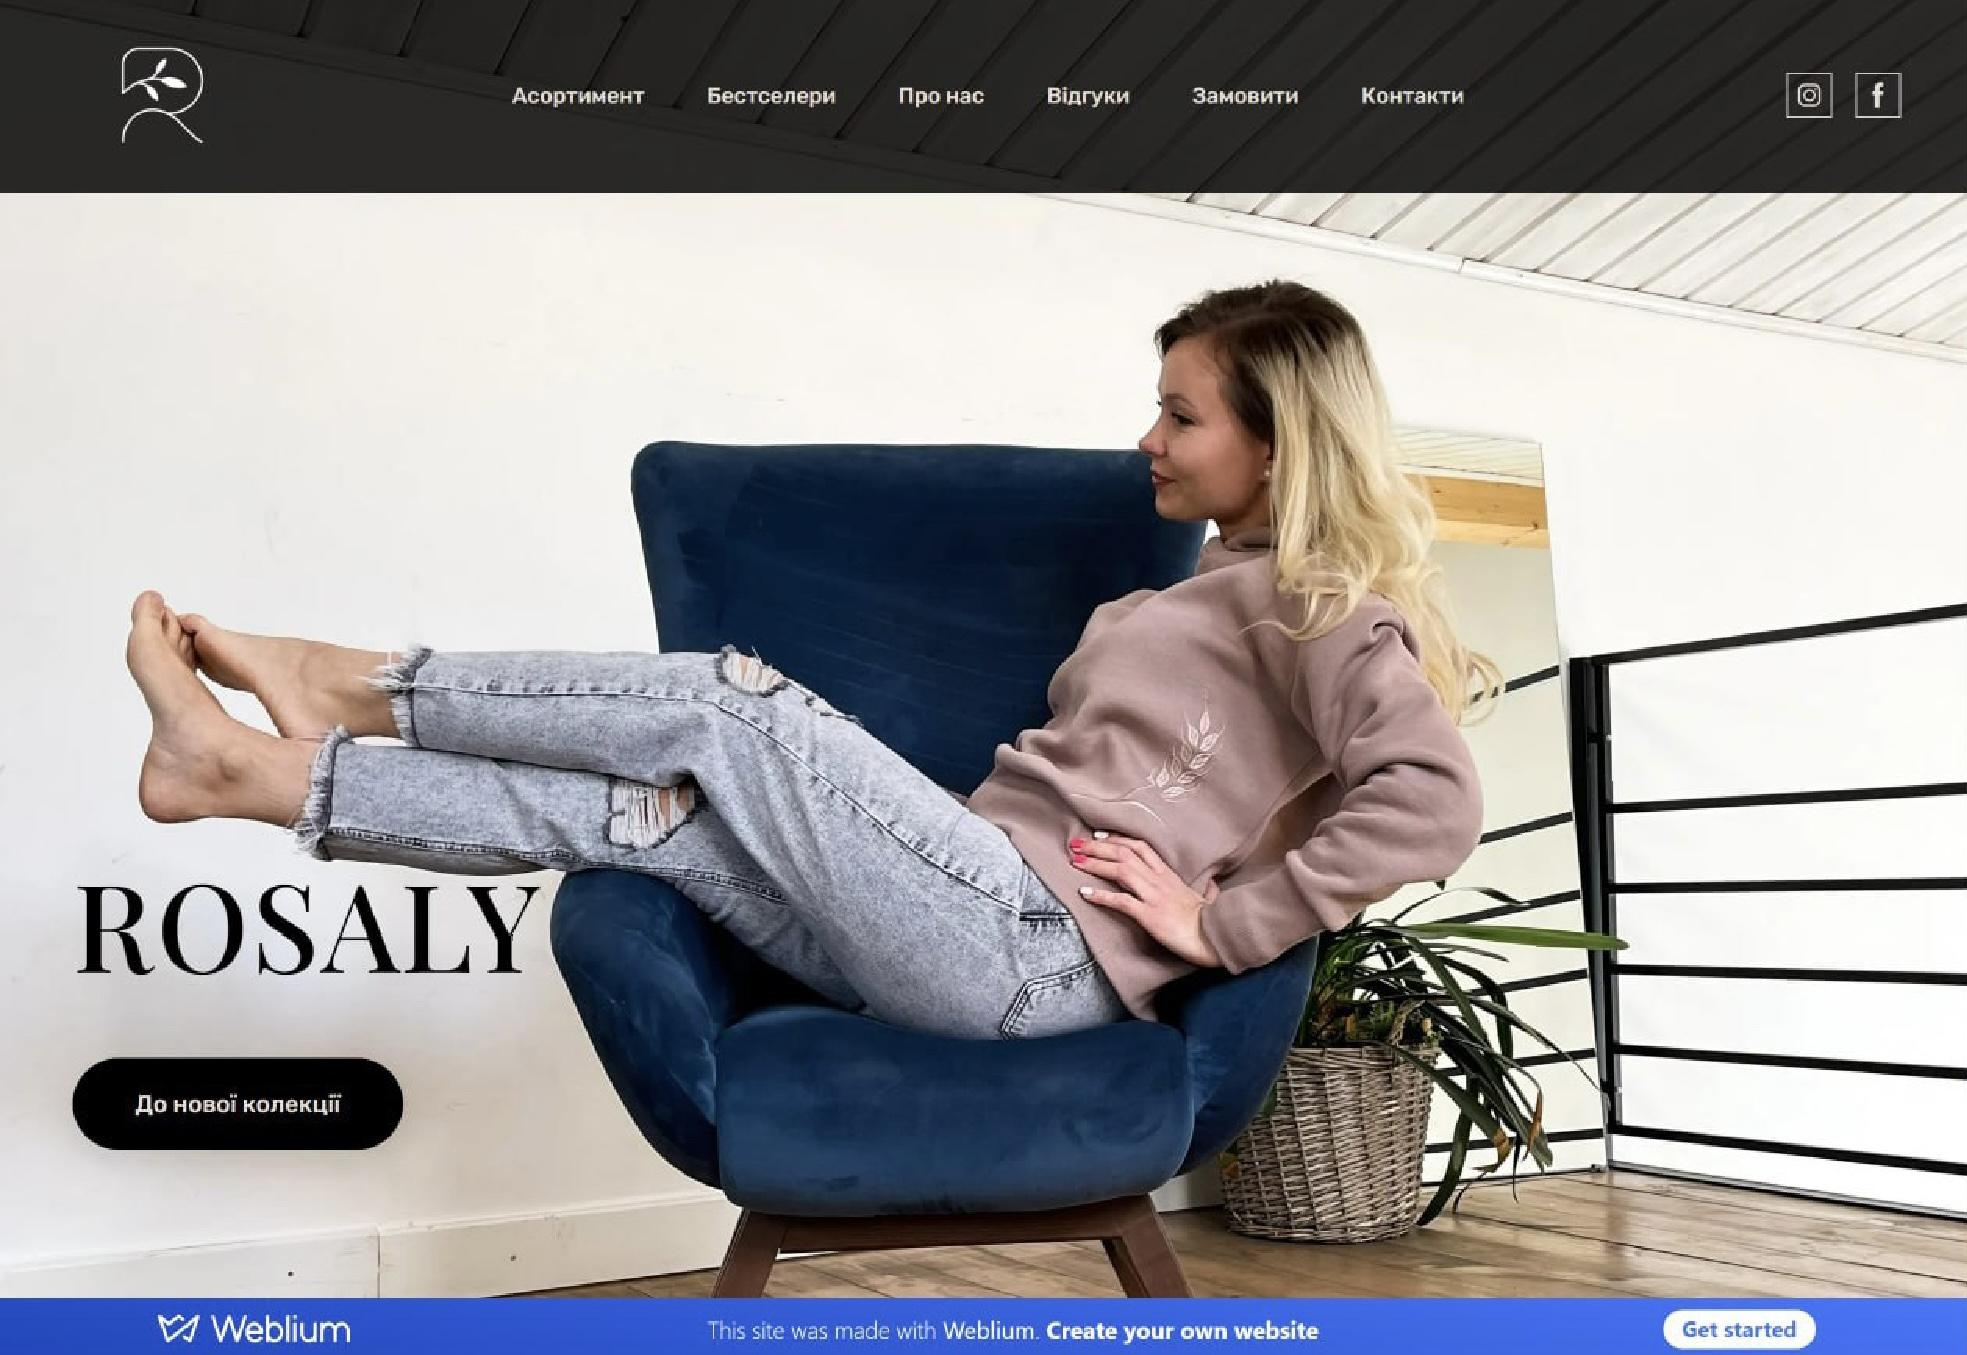 Асортимент Бестселери Про нас Відгуки Замовити Контакти
ROSALY
До нової колекції
Weblium This site was made with Weblium. Create your own website Get started